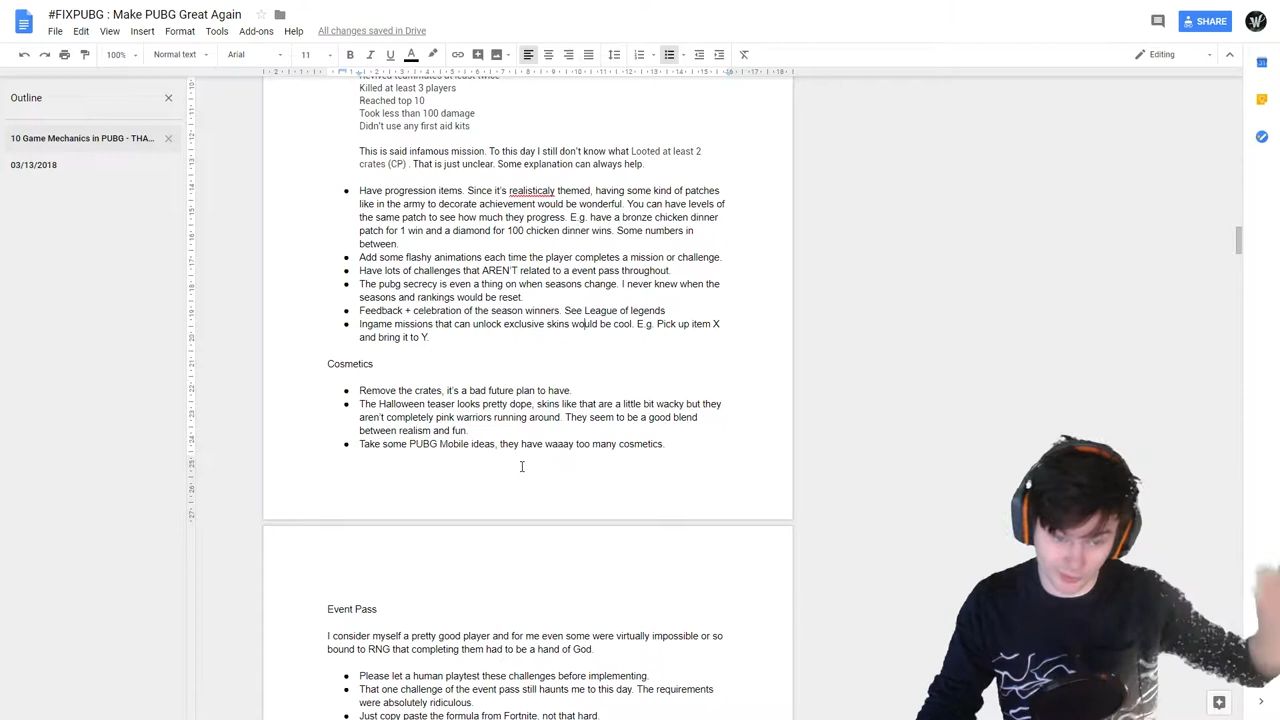 #FIXPUBG : Make PUBG Great Again
File Edit View Insert Format Tools Add-ons Help All changes saved in Drive
SHARE
100% Normal text Arial 11 B I U A Editing
Outline
10 Game Mechanics in PUBG - THA...
03/13/2018
Revived teammates at least twice
Killed at least 3 players
Reached top 10
Took less than 100 damage
Didn't use any first aid kits
This is said infamous mission. To this day I still don't know what Looted at least 2
crates (CP) . That is just unclear. Some explanation can always help.
● Have progression items. Since it's realisticaly themed, having some kind of patches
like in the army to decorate achievement would be wonderful. You can have levels of
the same patch to see how much they progress. E.g. have a bronze chicken dinner
patch for 1 win and a diamond for 100 chicken dinner wins. Some numbers in
between.
● Add some flashy animations each time the player completes a mission or challenge.
● Have lots of challenges that AREN'T related to a event pass throughout.
● The pubg secrecy is even a thing on when seasons change. I never knew when the
seasons and rankings would be reset.
● Feedback + celebration of the season winners. See League of legends
● Ingame missions that can unlock exclusive skins would be cool. E.g. Pick up item X
and bring it to Y.
Cosmetics
● Remove the crates, it's a bad future plan to have.
● The Halloween teaser looks pretty dope, skins like that are a little bit wacky but they
aren't completely pink warriors running around. They seem to be a good blend
between realism and fun.
● Take some PUBG Mobile ideas, they have waaay too many cosmetics.
Event Pass
I consider myself a pretty good player and for me even some were virtually impossible or so
bound to RNG that completing them had to be a hand of God.
● Please let a human playtest these challenges before implementing.
● That one challenge of the event pass still haunts me to this day. The requirements
were absolutely ridiculous.
● Just copy paste the formula from Fortnite, not that hard.